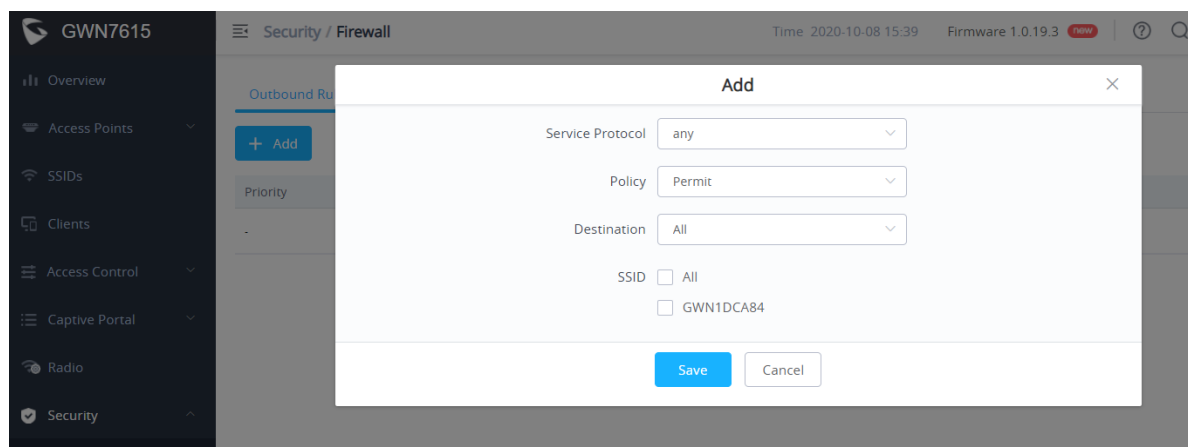 GWN7615
Security / Firewall
Time 2020-10-08 15:39
Firmware 1.0.19.3 new
Overview
Access Points
SSIDs
Clients
Access Control
Captive Portal
Radio
Security
Outbound Ru
+ Add
Priority
-
Add
Service Protocol any
Policy Permit
Destination All
SSID All
GWN1DCA84
Save Cancel